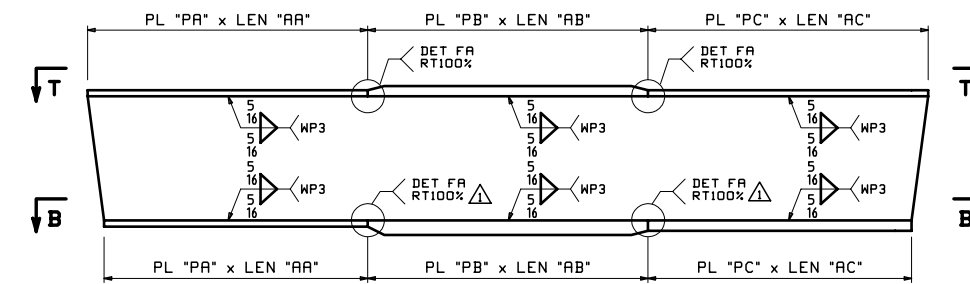 PL "PA" x LEN "AA" PL "PB" x LEN "AB" PL "PC" x LEN "AC"
DET FA
RT100%
DET FA
RT100%
T T
5
16
5
16
WP3
5
16
5
16
WP3
5
16
5
16
WP3
5
16
5
16
WP3
DET FA
RT100% 1
5
16
5
16
WP3
DET FA
RT100% 1
5
16
5
16
WP3
B B
PL "PA" x LEN "AA" PL "PB" x LEN "AB" PL "PC" x LEN "AC"